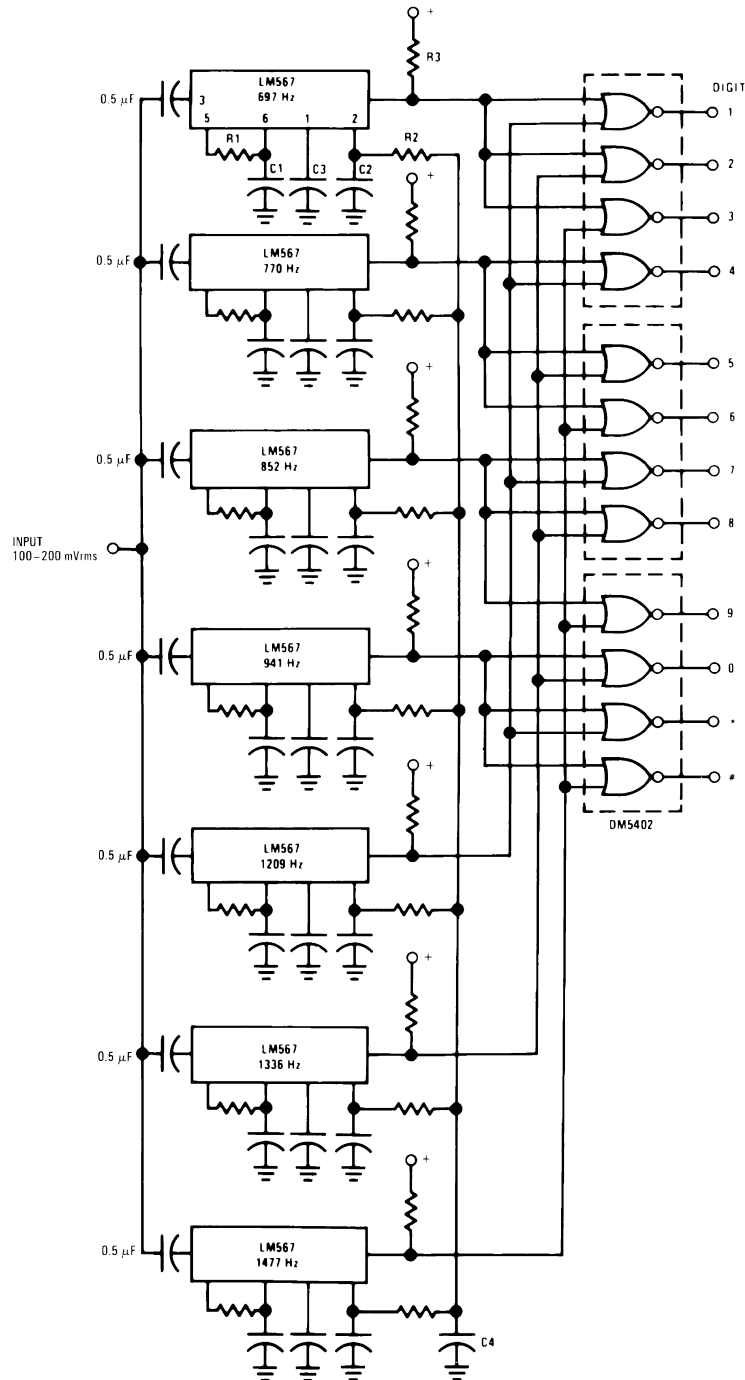 +
R3
0.5 μF
LM567
697 Hz
3
5
6
1
2
R1
R2
C1
C3
C2
DIGIT
1
2
3
4
+
0.5 μF
LM567
770 Hz
5
6
7
8
+
0.5 μF
LM567
852 Hz
INPUT
100–200 mVrms
+
0.5 μF
LM567
941 Hz
9
0
*
#
DM5402
+
0.5 μF
LM567
1209 Hz
+
0.5 μF
LM567
1336 Hz
+
0.5 μF
LM567
1477 Hz
C4